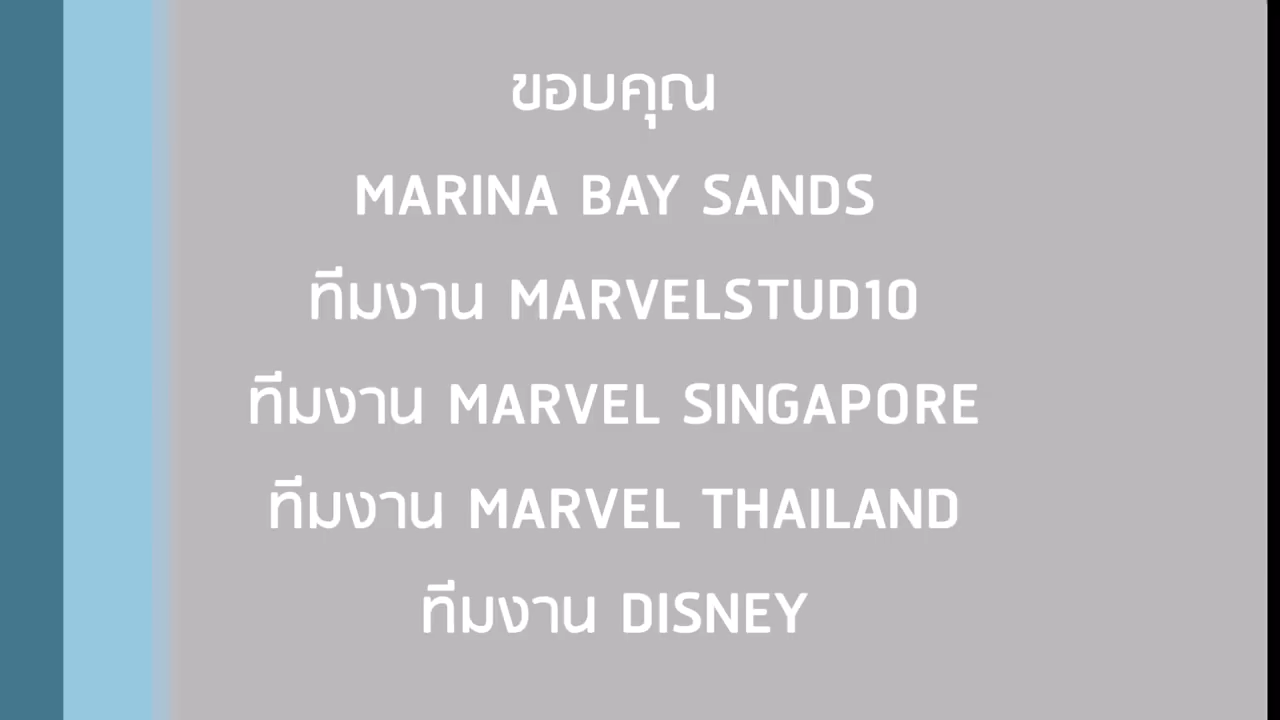 ขอบคุณ
MARINA BAY SANDS
ทีมงาน MARVELSTUD10
ทีมงาน MARVEL SINGAPORE
ทีมงาน MARVEL THAILAND
ทีมงาน DISNEY